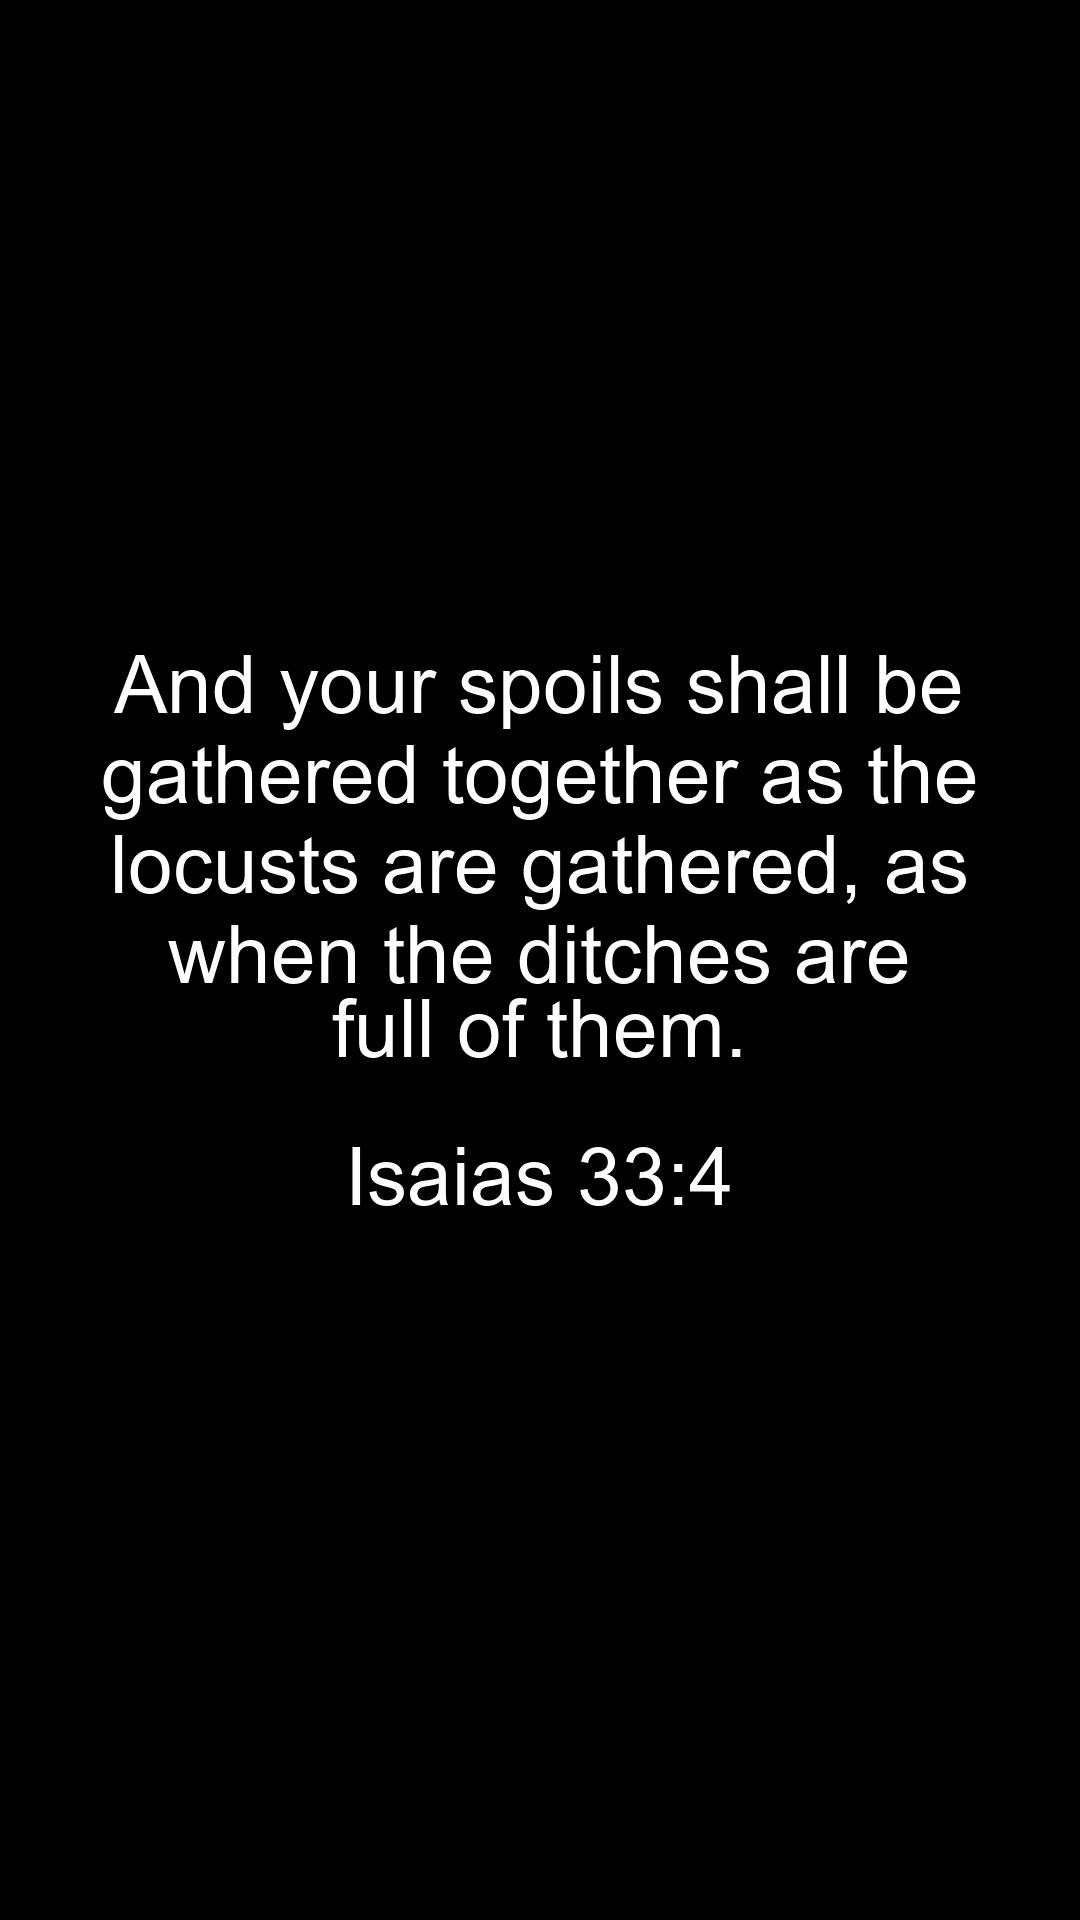 And your spoils shall be
gathered together as the
locusts are gathered, as
when the ditches are
full of them.
Isaias 33:4